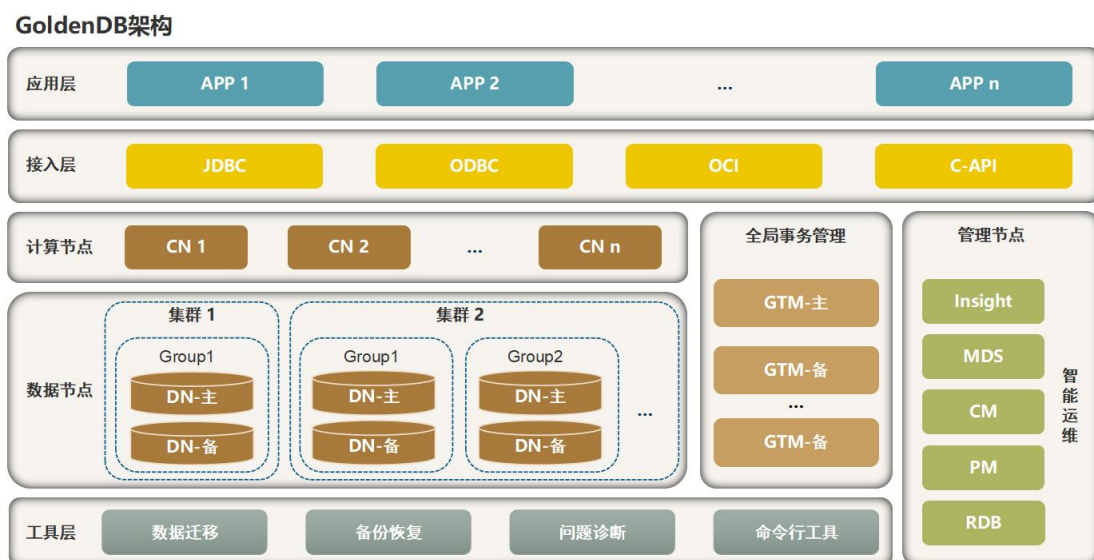 GoldenDB架构
应用层
APP 1
APP 2
...
APP n
接入层
JDBC
ODBC
OCI
C-API
计算节点
CN 1
CN 2
...
CN n
数据节点
集群 1
Group1
DN-主
DN-备
集群 2
Group1
DN-主
DN-备
Group2
DN-主
DN-备
...
全局事务管理
GTM-主
GTM-备
...
GTM-备
管理节点
Insight
MDS
CM
PM
RDB
智能运维
工具层
数据迁移
备份恢复
问题诊断
命令行工具